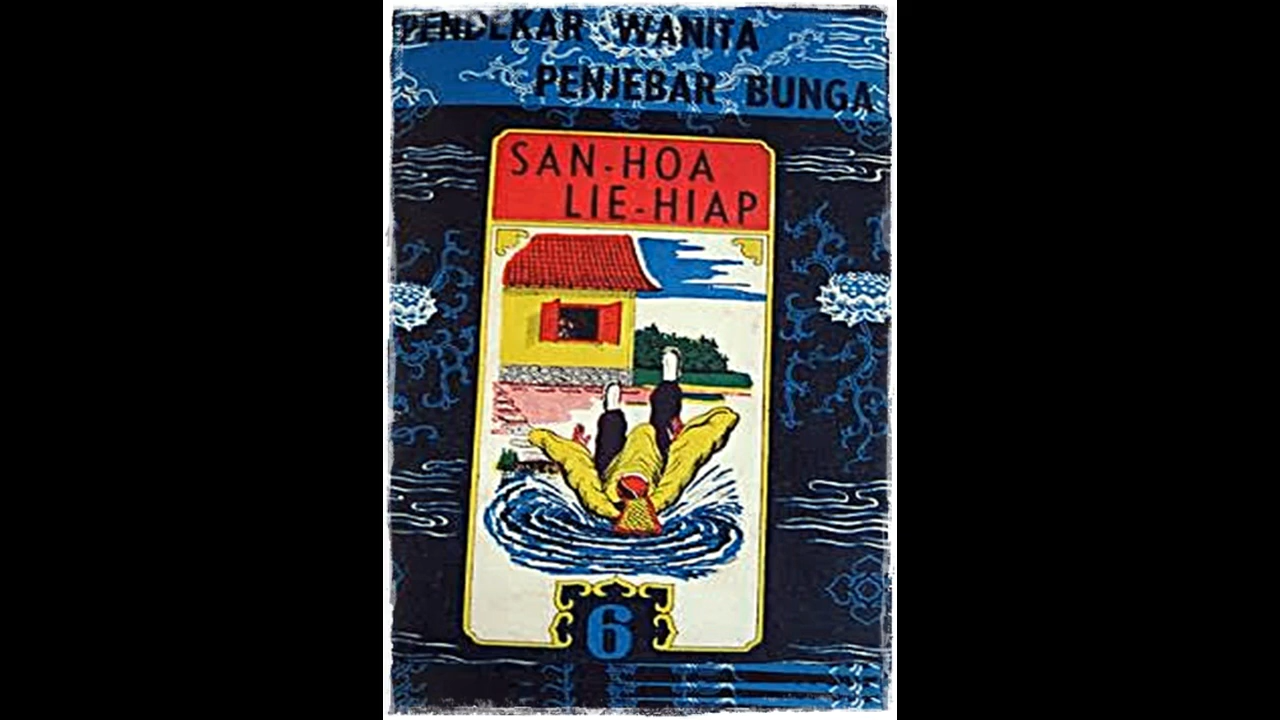 PENDEKAR WANITA
PENJEBAR BUNGA
SAN-HOA
LIE-HIAP
6